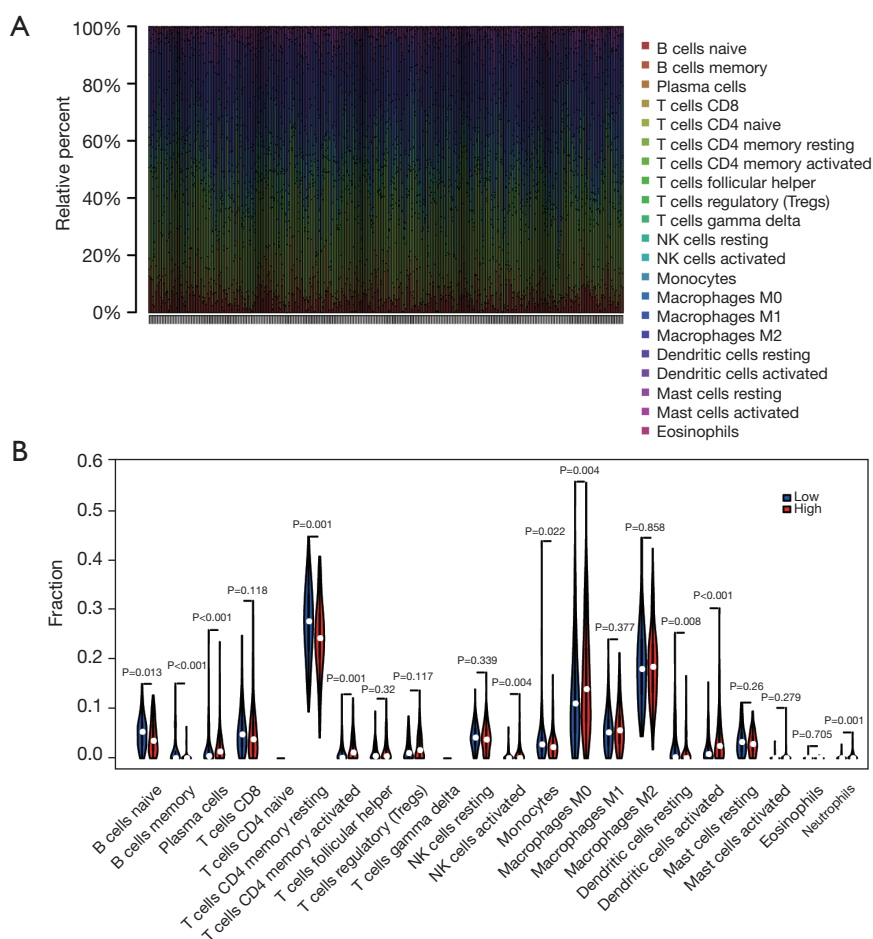 A
100%
80%
60%
40%
20%
0%
Relative percent
B cells naive
B cells memory
Plasma cells
T cells CD8
T cells CD4 naive
T cells CD4 memory resting
T cells CD4 memory activated
T cells follicular helper
T cells regulatory (Tregs)
T cells gamma delta
NK cells resting
NK cells activated
Monocytes
Macrophages M0
Macrophages M1
Macrophages M2
Dendritic cells resting
Dendritic cells activated
Mast cells resting
Mast cells activated
Eosinophils
B
0.6
0.5
0.4
0.3
0.2
0.1
0.0
Fraction
Low
High
P=0.013
P<0.001
P<0.001
P=0.118
P=0.001
P=0.001
P=0.32
P=0.117
P=0.339
P=0.004
P=0.022
P=0.004
P=0.377
P=0.858
P=0.008
P<0.001
P=0.26
P=0.279
P=0.705
P=0.001
B cells naive
B cells memory
Plasma cells
T cells CD8
T cells CD4 naive
T cells CD4 memory resting
T cells CD4 memory activated
T cells follicular helper
T cells regulatory (Tregs)
T cells gamma delta
NK cells resting
NK cells activated
Monocytes
Macrophages M0
Macrophages M1
Macrophages M2
Dendritic cells resting
Dendritic cells activated
Mast cells resting
Mast cells activated
Eosinophils
Neutrophils